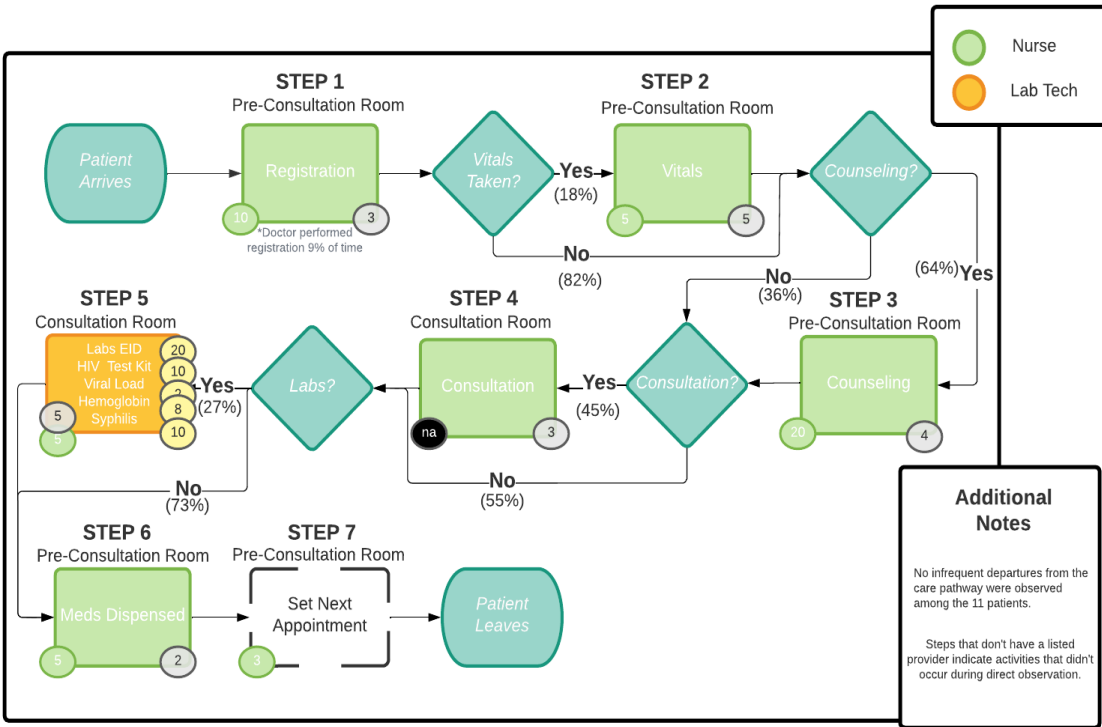 Nurse
Lab Tech
STEP 1
Pre-Consultation Room
Patient
Arrives
Registration
10
3
*Doctor performed
registration 9% of time
Vitals
Taken?
Yes
(18%)
No
(82%)
STEP 2
Pre-Consultation Room
Vitals
5
5
Counseling?
(64%) Yes
No
(36%)
STEP 3
Pre-Consultation Room
Counseling
20
4
Consultation?
Yes
(45%)
No
(55%)
STEP 4
Consultation Room
Consultation
na
3
Labs?
Yes
(27%)
No
(73%)
STEP 5
Consultation Room
Labs EID
20
HIV Test Kit
10
Viral Load
Hemoglobin
8
Syphilis
10
5
5
STEP 6
Pre-Consultation Room
Meds Dispensed
5
2
STEP 7
Pre-Consultation Room
Set Next
Appointment
3
Patient
Leaves
Additional
Notes
No infrequent departures from the
care pathway were observed
among the 11 patients.
Steps that don't have a listed
provider indicate activities that didn't
occur during direct observation.